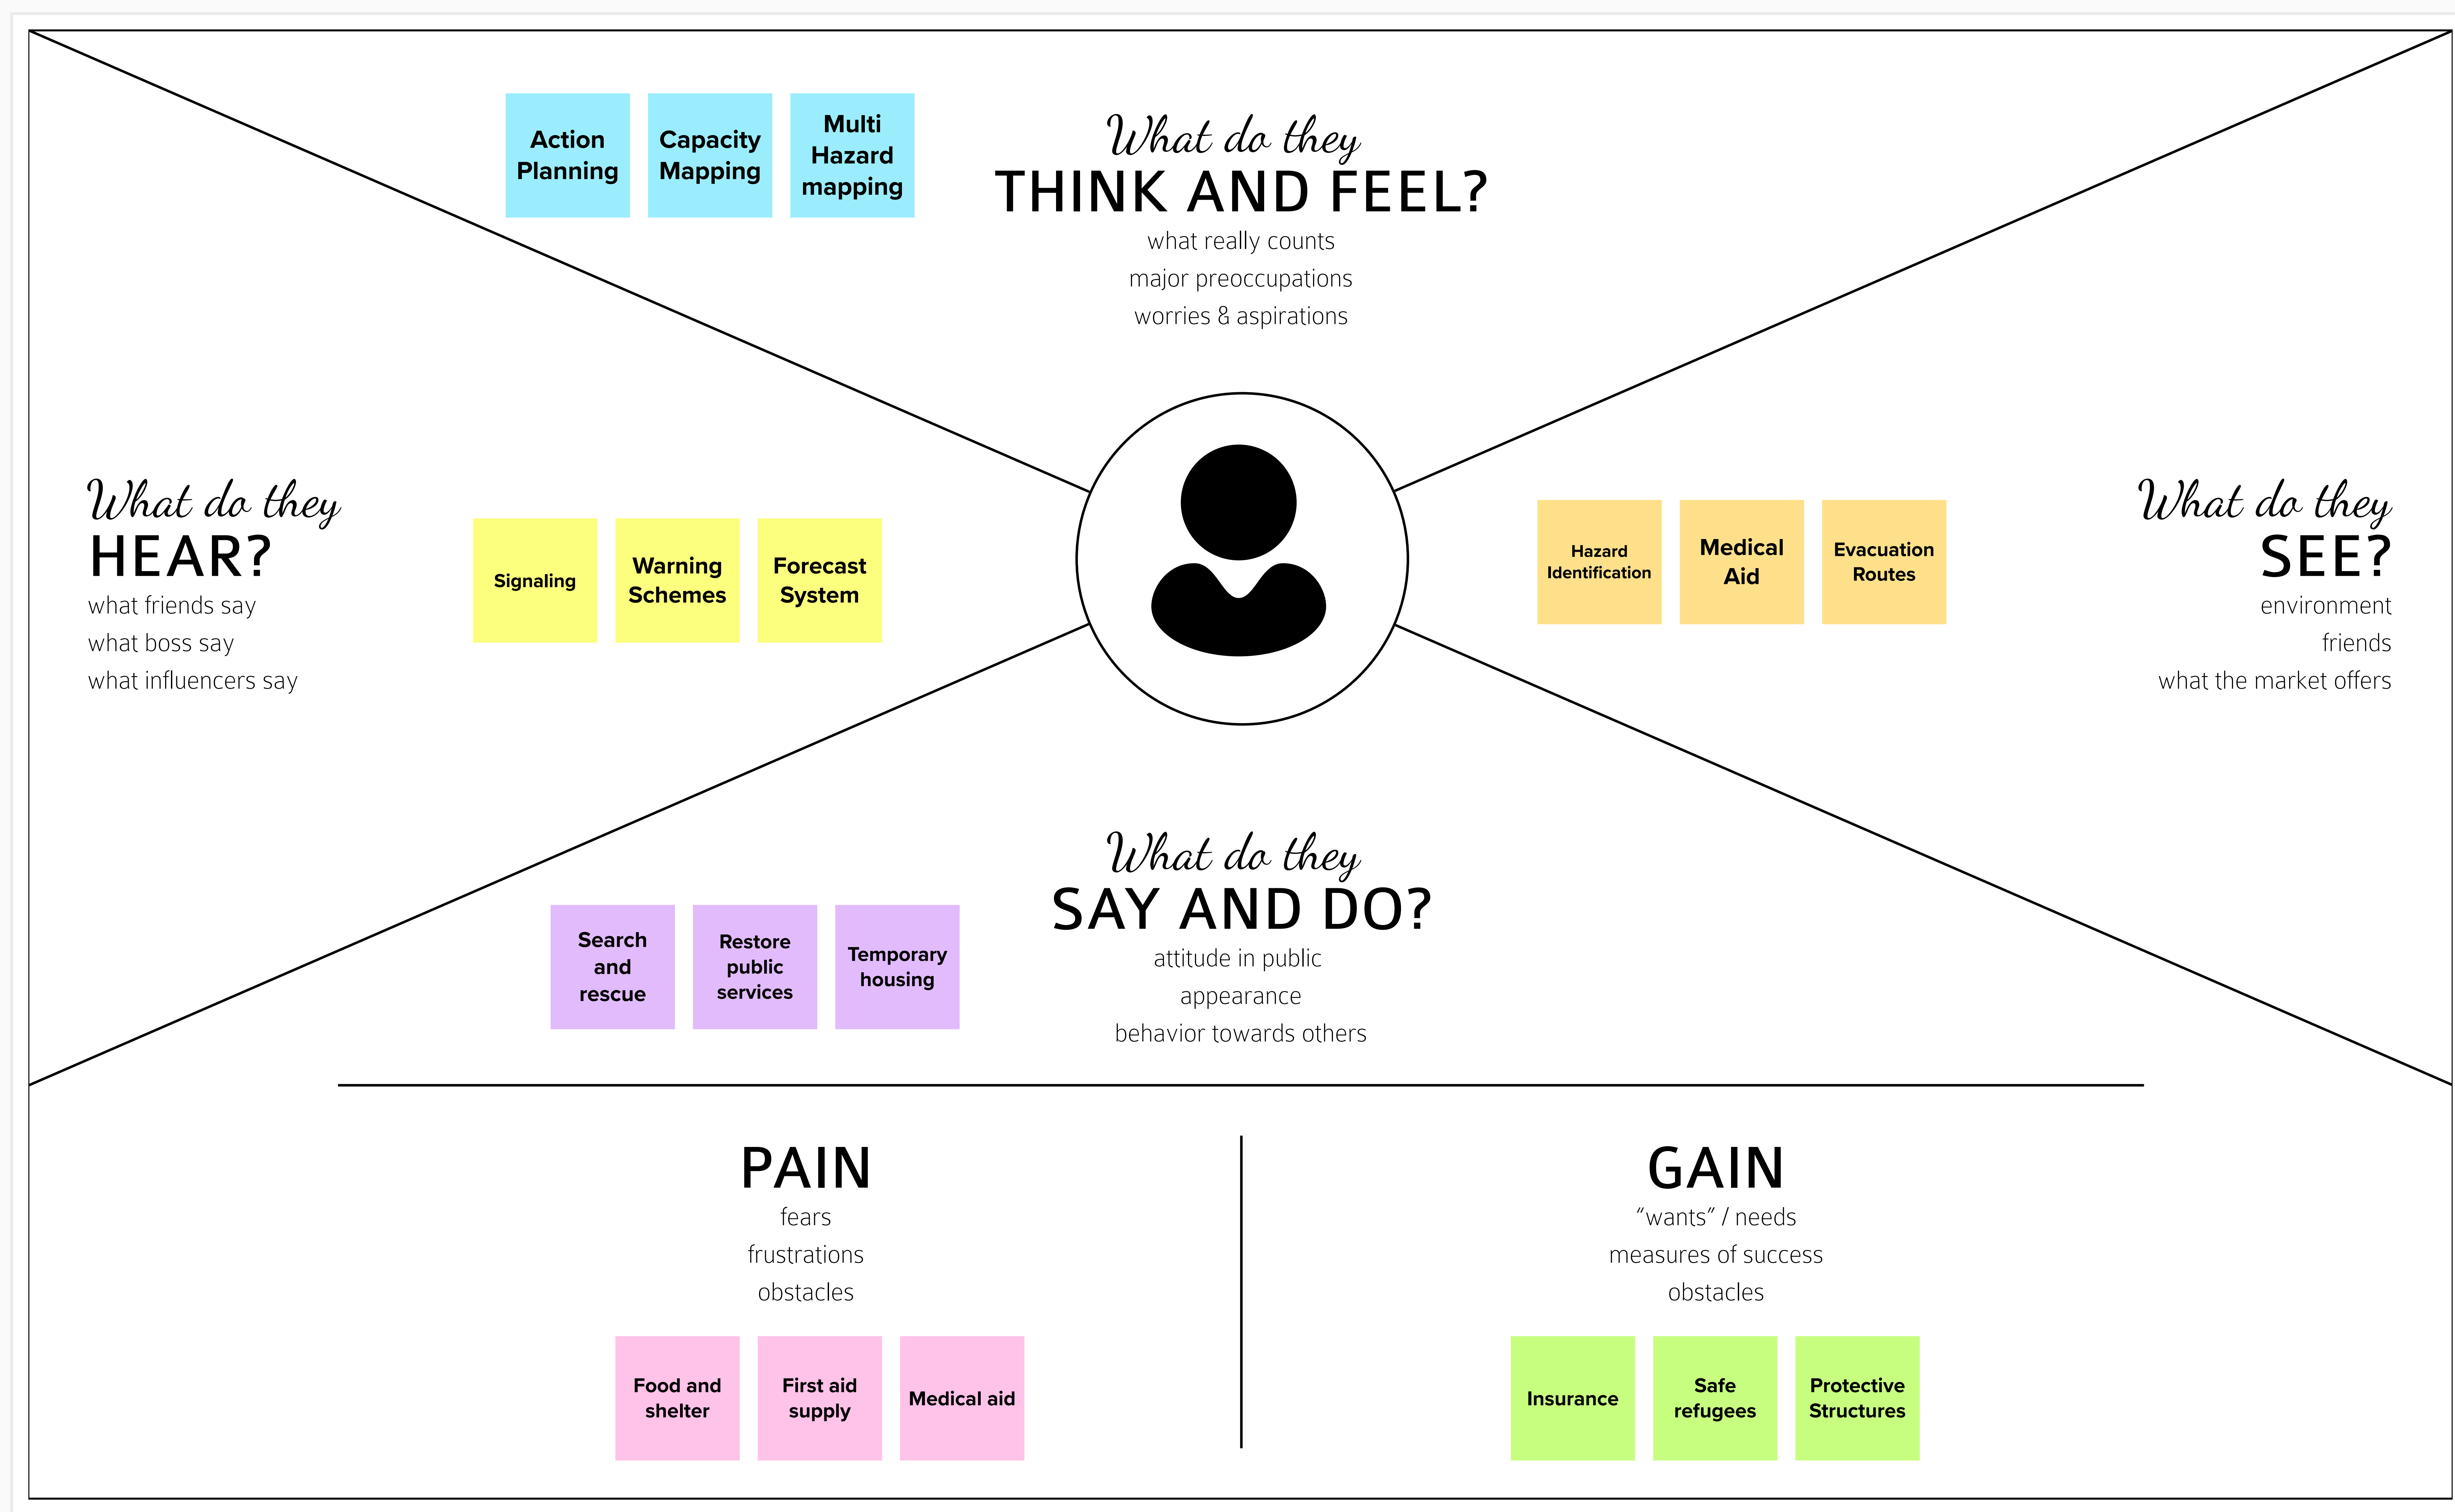 Action
Planning
Capacity
Mapping
Multi
Hazard
mapping
What do they
THINK AND FEEL?
what really counts
major preoccupations
worries & aspirations
What do they
HEAR?
what friends say
what boss say
what influencers say
Signaling
Warning
Schemes
Forecast
System
Hazard
Identification
Medical
Aid
Evacuation
Routes
What do they
SEE?
environment
friends
what the market offers
What do they
SAY AND DO?
attitude in public
appearance
behavior towards others
Search
and
rescue
Restore
public
services
Temporary
housing
PAIN
fears
frustrations
obstacles
Food and
shelter
First aid
supply
Medical aid
GAIN
“wants” / needs
measures of success
obstacles
Insurance
Safe
refugees
Protective
Structures